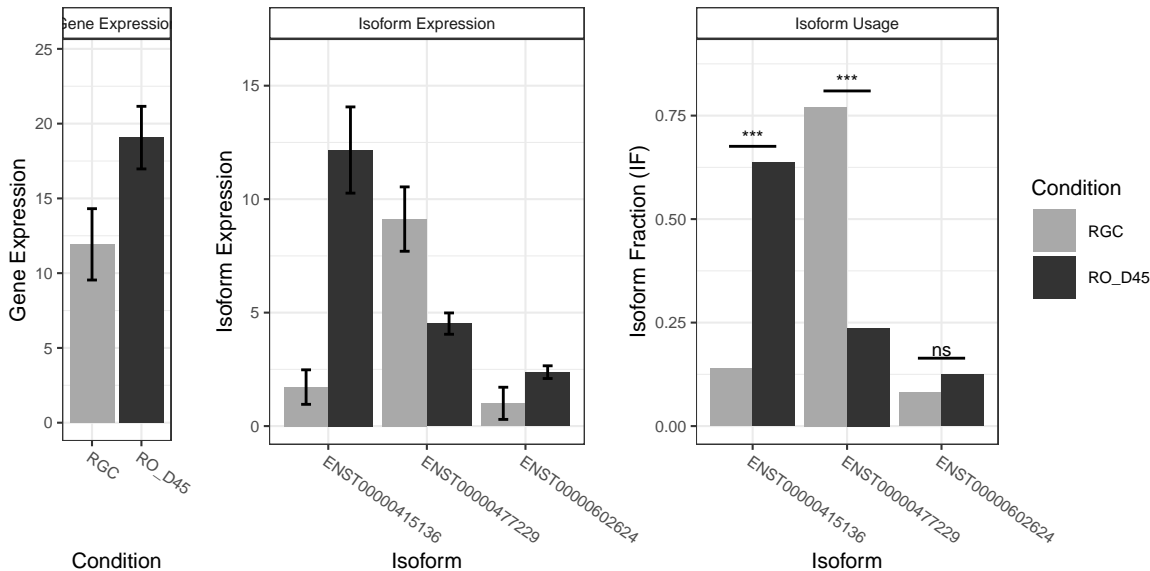 Gene Expression
Isoform Expression
Isoform Usage
Gene Expression
25
20
15
10
5
0
RGC
RO_D45
Condition
Isoform Expression
15
10
5
0
ENST00000415136
ENST00000477229
ENST00000602624
Isoform
Isoform Fraction (IF)
0.75
0.50
0.25
0.00
***
***
ns
ENST00000415136
ENST00000477229
ENST00000602624
Isoform
Condition
RGC
RO_D45